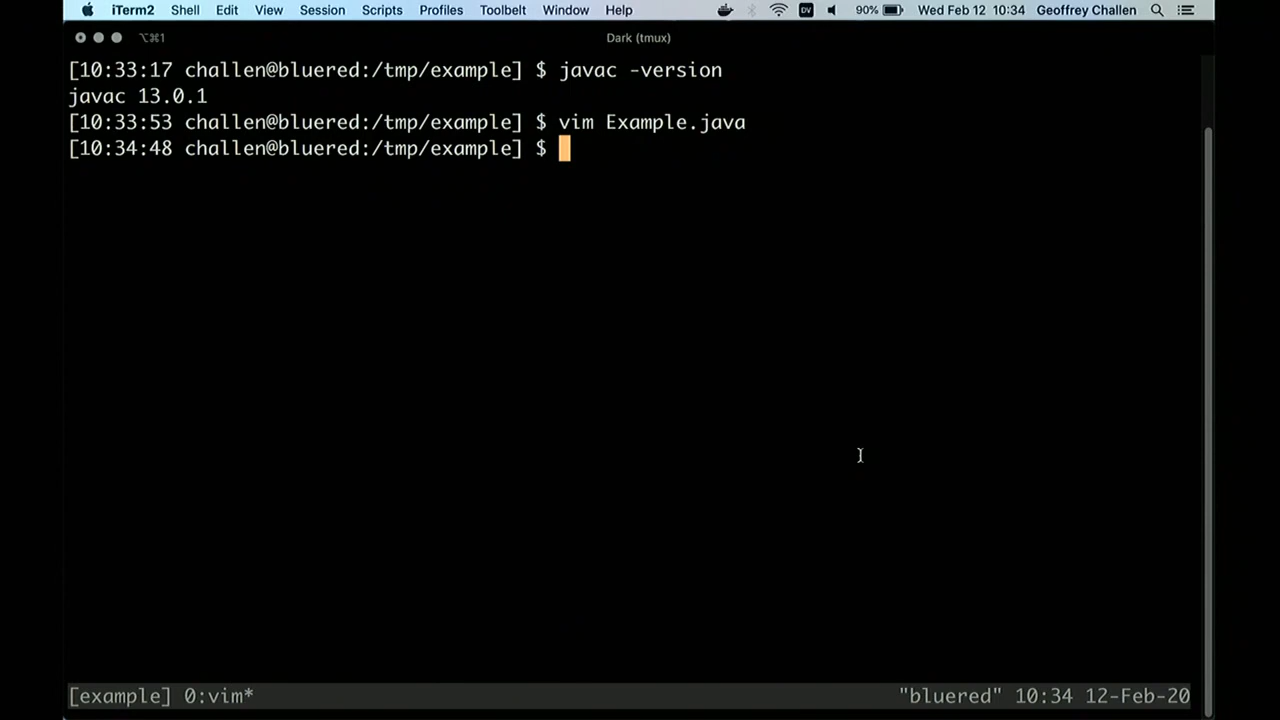 iTerm2 Shell Edit View Session Scripts Profiles Toolbelt Window Help DV 90% Wed Feb 12 10:34 Geoffrey Challen
⌥⌘1 Dark (tmux)
[10:33:17 challen@bluered:/tmp/example] $ javac -version
javac 13.0.1
[10:33:53 challen@bluered:/tmp/example] $ vim Example.java
[10:34:48 challen@bluered:/tmp/example] $
[example] 0:vim* "bluered" 10:34 12-Feb-20